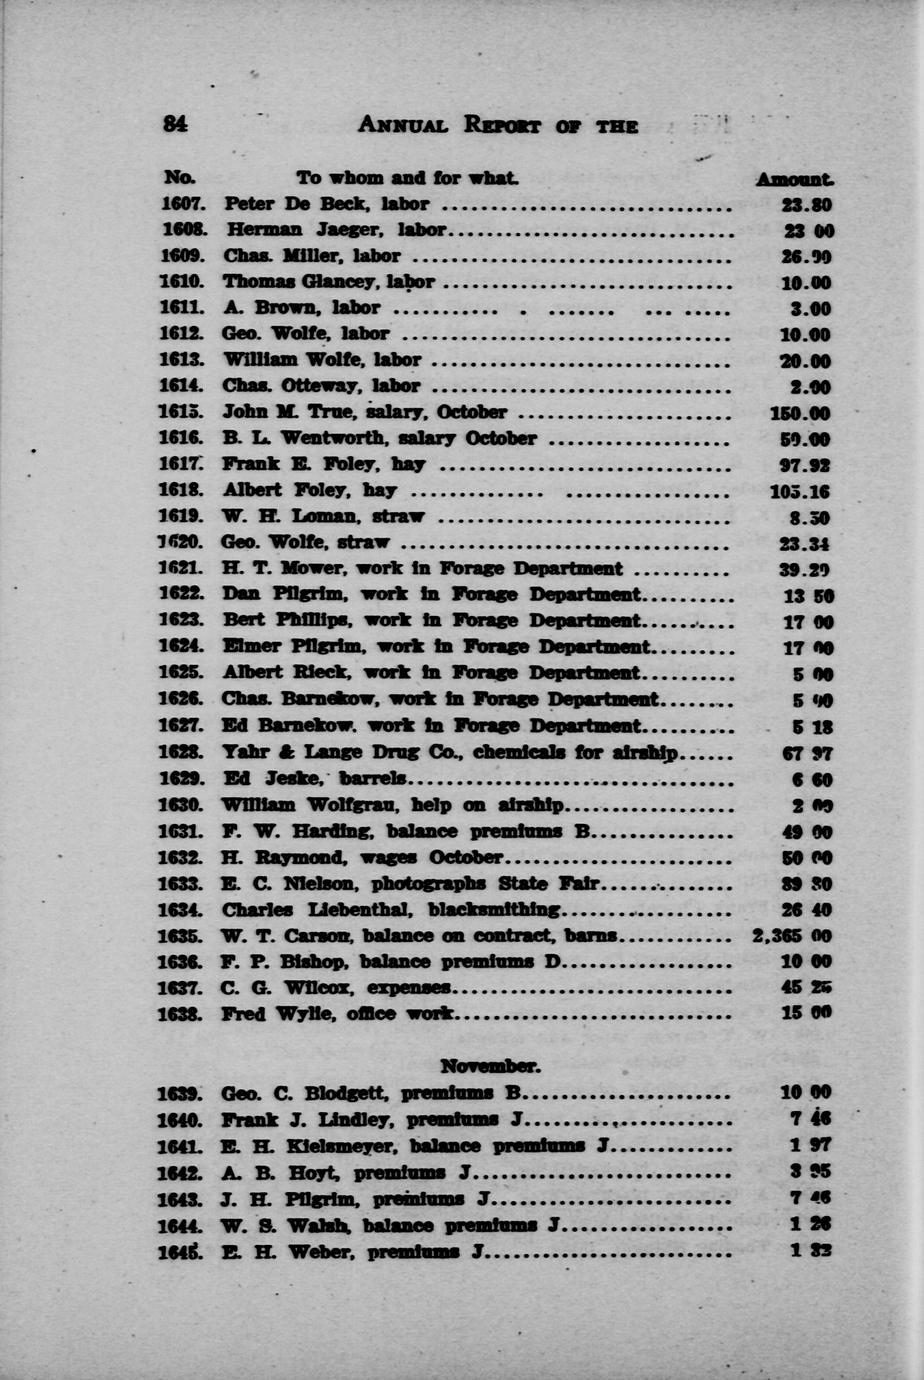 84 ANNUAL REPORT OF THE
No. To whom and for what. Amount.
1607. Peter De Beck, labor .............................. 23.80
1608. Herman Jaeger, labor.............................. 23 00
1609. Chas. Miller, labor ................................ 26.90
1610. Thomas Glancey, labor ............................. 10.00
1611. A. Brown, labor ........... . ....... ... ..... 3.00
1612. Geo. Wolfe, labor ................................. 10.00
1613. William Wolfe, labor .............................. 20.00
1614. Chas. Otteway, labor .............................. 2.00
1615. John M. True, salary, October ...................... 150.00
1616. B. L. Wentworth, salary October ................... 50.00
1617. Frank E. Foley, hay .............................. 97.92
1618. Albert Foley, hay .............. ................. 105.16
1619. W. H. Loman, straw .............................. 8.50
1620. Geo. Wolfe, straw ................................. 23.34
1621. H. T. Mower, work in Forage Department .......... 39.29
1622. Dan Pilgrim, work in Forage Department.......... 13 50
1623. Bert Phillips, work in Forage Department.......... 17 00
1624. Elmer Pilgrim, work in Forage Department......... 17 00
1625. Albert Rieck, work in Forage Department.......... 5 00
1626. Chas. Barnekow, work in Forage Department........ 5 00
1627. Ed Barnekow. work in Forage Department.......... 5 18
1628. Yahr & Lange Drug Co., chemicals for airship...... 67 97
1629. Ed Jeske, barrels................................. 6 60
1630. William Wolfgrau, help on airship................. 2 00
1631. F. W. Harding, balance premiums B............... 49 00
1632. H. Raymond, wages October........................ 50 00
1633. E. C. Nielson, photographs State Fair.............. 89 80
1634. Charles Liebenthal, blacksmithing.................. 26 40
1635. W. T. Carson, balance on contract, barns............ 2,365 00
1636. F. P. Bishop, balance premiums D.................. 10 00
1637. C. G. Wilcox, expenses............................. 45 25
1638. Fred Wylie, office work............................. 15 00
November.
1639. Geo. C. Blodgett, premiums B...................... 10 00
1640. Frank J. Lindley, premiums J...................... 7 46
1641. E. H. Kielsmeyer, balance premiums J............. 1 97
1642. A. B. Hoyt, premiums J........................... 3 95
1643. J. H. Pilgrim, premiums J......................... 7 46
1644. W. S. Walsh, balance premiums J.................. 1 26
1645. E. H. Weber, premiums J.......................... 1 32